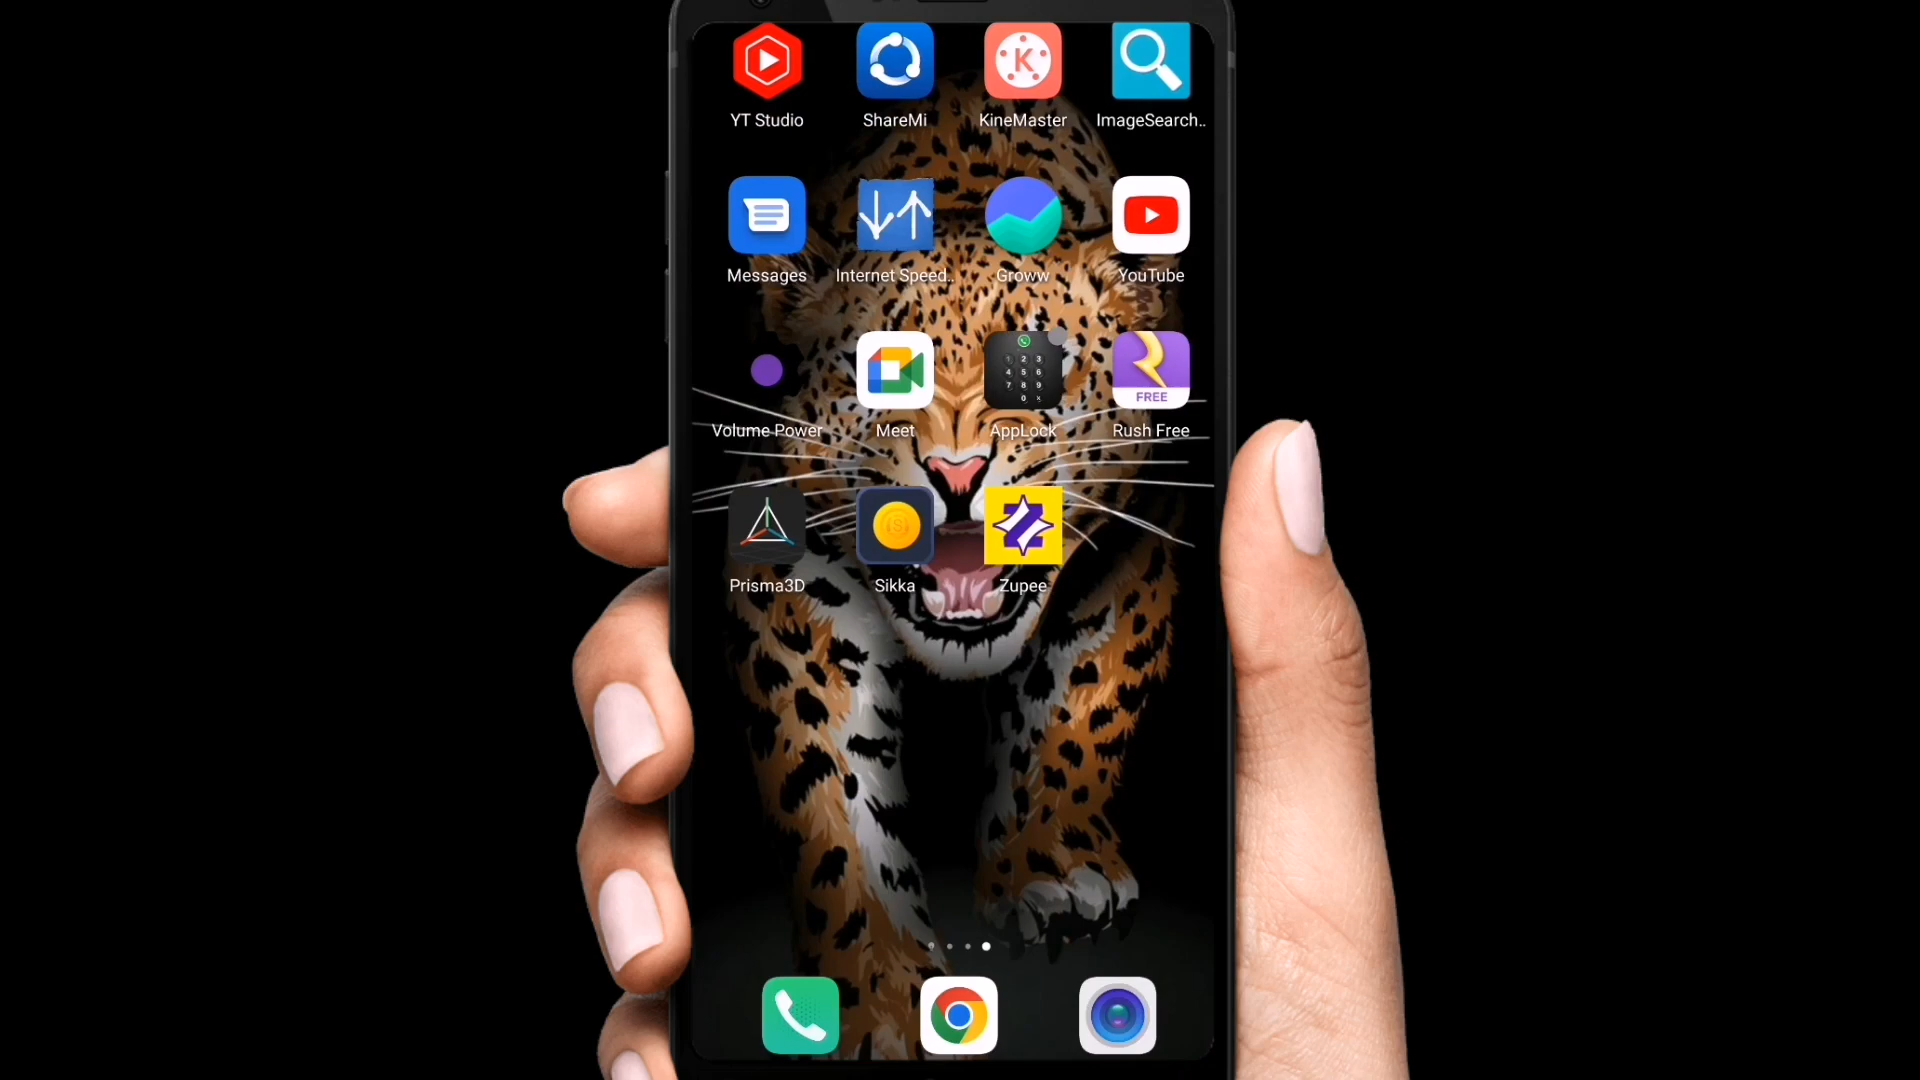 YT Studio
ShareMi
KineMaster
ImageSearch..
Messages
Internet Speed..
Groww
YouTube
Volume Power
Meet
AppLock
FREE
Rush Free
Prisma3D
Sikka
Zupee